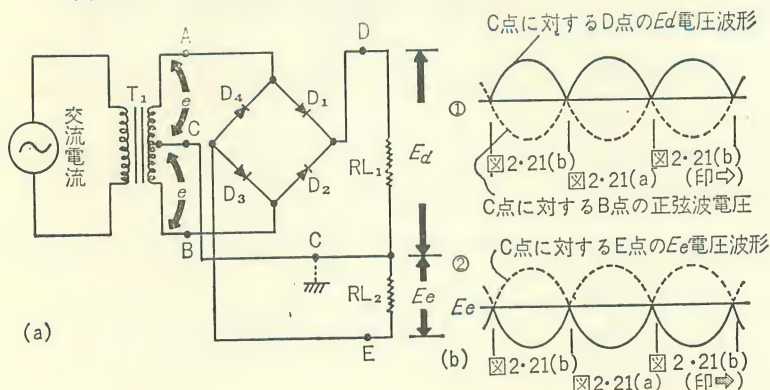 交流電流
T₁
A
e
C
e
B
D₄
D₁
D₃
D₂
D
RL₁
Ed
C
RL₂
Ee
E
(a)
C点に対するD点のEd電圧波形
①
図2・21(b)
図2・21(a)
図2・21(b)
(印⇨)
C点に対するB点の正弦波電圧
②
C点に対するE点のEe電圧波形
Ee
(b)
図2・21(b)
図2・21(a)
図2・21(b)
(印⇨)